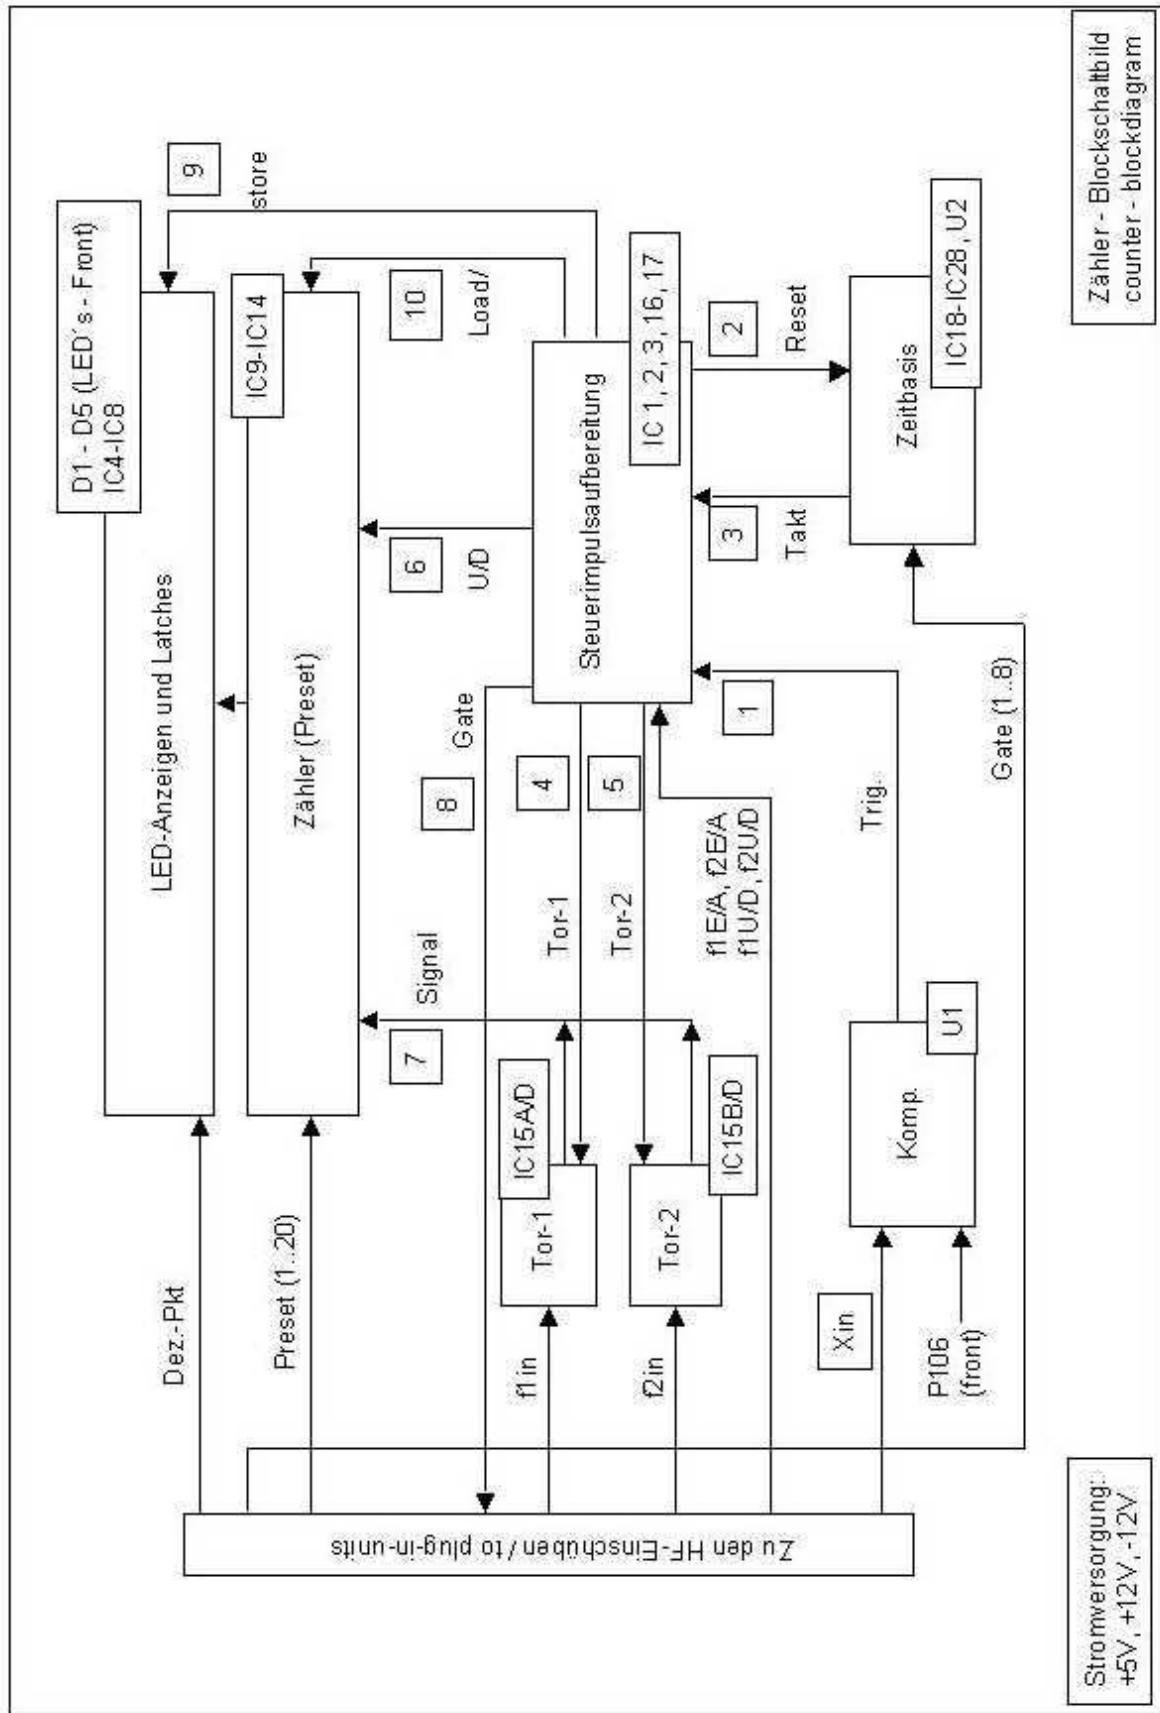 D1 - D5 (LED´s - Front)
IC4-IC8
9
store
LED-Anzeigen und Latches
Dez.-Pkt
IC9-IC14
10
Load/
Zähler (Preset)
Preset (1..20)
6
U/D
7
Signal
8
Gate
4
Tor-1
5
Tor-2
IC15A/D
Tor-1
f1in
IC15B/D
Tor-2
f2in
Steuerimpulsaufbereitung
IC 1, 2, 3, 16, 17
f1E/A, f2E/A
f1U/D, f2U/D
1
Trig.
2
Reset
3
Takt
Zeitbasis
IC18-IC28, U2
Gate (1..8)
U1
Komp.
Xin
P106
(front)
Zu den HF-Einschüben / to plug-in-units
Stromversorgung:
+5V, +12V, -12V
Zähler - Blockschaltbild
counter - blockdiagram